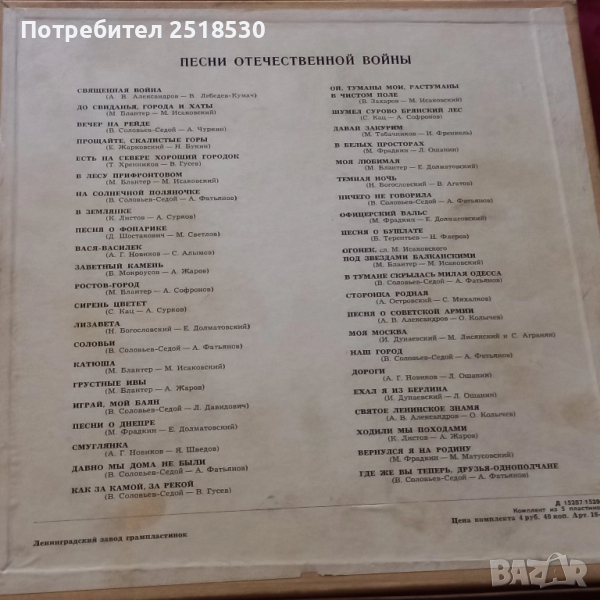 Потребител 2518530
ПЕСНИ ОТЕЧЕСТВЕННОЙ ВОЙНЫ
СВЯЩЕННАЯ ВОЙНА
(А. В. Александров — В. Лебедев-Кумач)
ДО СВИДАНЬЯ, ГОРОДА И ХАТЫ
(М. Блантер — М. Исаковский)
ВЕЧЕР НА РЕЙДЕ
(В. Соловьев-Седой — А. Чуркин)
ПРОЩАЙТЕ, СКАЛИСТЫЕ ГОРЫ
(Е. Жарковский — Н. Букин)
ЕСТЬ НА СЕВЕРЕ ХОРОШИЙ ГОРОДОК
(Т. Хренников — В. Гусев)
В ЛЕСУ ПРИФРОНТОВОМ
(М. Блантер — М. Исаковский)
НА СОЛНЕЧНОЙ ПОЛЯНОЧКЕ
(В. Соловьев-Седой — А. Фатьянов)
В ЗЕМЛЯНКЕ
(К. Листов — А. Сурков)
ПЕСНЯ О ФОНАРИКЕ
(Д. Шостакович — М. Светлов)
ВАСЯ-ВАСИЛЕК
(А. Г. Новиков — С. Алымов)
ЗАВЕТНЫЙ КАМЕНЬ
(Б. Мокроусов — А. Жаров)
РОСТОВ-ГОРОД
(М. Блантер — А. Софронов)
СИРЕНЬ ЦВЕТЕТ
(С. Кац — А. Сурков)
ЛИЗАВЕТА
(Н. Богословский — Е. Долматовский)
СОЛОВЬИ
(В. Соловьев-Седой — А. Фатьянов)
КАТЮША
(М. Блантер — М. Исаковский)
ГРУСТНЫЕ ИВЫ
(М. Блантер — А. Жаров)
ИГРАЙ, МОЙ БАЯН
(В. Соловьев-Седой — Л. Давидович)
ПЕСНИ О ДНЕПРЕ
(М. Фрадкин — Е. Долматовский)
СМУГЛЯНКА
(А. Г. Новиков — Я. Шведов)
ДАВНО МЫ ДОМА НЕ БЫЛИ
(В. Соловьев-Седой — А. Фатьянов)
КАК ЗА КАМОЙ, ЗА РЕКОЙ
(В. Соловьев-Седой — В. Гусев)
ОЙ, ТУМАНЫ МОИ, РАСТУМАНЫ
В ЧИСТОМ ПОЛЕ
(В. Захаров — М. Исаковский)
ШУМЕЛ СУРОВО БРЯНСКИЙ ЛЕС
(С. Кац — А. Софронов)
ДАВАЙ ЗАКУРИМ
(М. Табачников — И. Френкель)
В БЕЛЫХ ПРОСТОРАХ
(М. Фрадкин — Л. Ошанин)
МОЯ ЛЮБИМАЯ
(М. Блантер — Е. Долматовский)
ТЕМНАЯ НОЧЬ
(Н. Богословский — В. Агатов)
НИЧЕГО НЕ ГОВОРИЛА
(В. Соловьев-Седой — А. Фатьянов)
ОФИЦЕРСКИЙ ВАЛЬС
(М. Фрадкин — Е. Долматовский)
ПЕСНЯ О БУШЛАТЕ
(Б. Терентьев — Н. Флеров)
ОГОНЕК, сл. М. Исаковского
ПОД ЗВЕЗДАМИ БАЛКАНСКИМИ
(М. Блантер — М. Исаковский)
В ТУМАНЕ СКРЫЛАСЬ МИЛАЯ ОДЕССА
(В. Соловьев-Седой — А. Фатьянов)
СТОРОНКА РОДНАЯ
(А. Островский — С. Михалков)
ПЕСНЯ О СОВЕТСКОЙ АРМИИ
(А. В. Александров — О. Колычев)
МОЯ МОСКВА
(И. Дунаевский — М. Лисянский и С. Агранян)
НАШ ГОРОД
(В. Соловьев-Седой — А. Фатьянов)
ДОРОГИ
(А. Г. Новиков — Л. Ошанин)
ЕХАЛ Я ИЗ БЕРЛИНА
(И. Дунаевский — Л. Ошанин)
СВЯТОЕ ЛЕНИНСКОЕ ЗНАМЯ
(А. В. Александров — О. Колычев)
ХОДИЛИ МЫ ПОХОДАМИ
(К. Листов — А. Жаров)
ВЕРНУЛСЯ Я НА РОДИНУ
(М. Фрадкин — М. Матусовский)
ГДЕ ЖЕ ВЫ ТЕПЕРЬ, ДРУЗЬЯ-ОДНОПОЛЧАНЕ
(В. Соловьев-Седой — А. Фатьянов)
Д 15287-1529
Комплект из 5 пластинок
Цена комплекта 4 руб. 40 коп. Арт. 18-
Ленинградский завод грампластинок
BAZAR